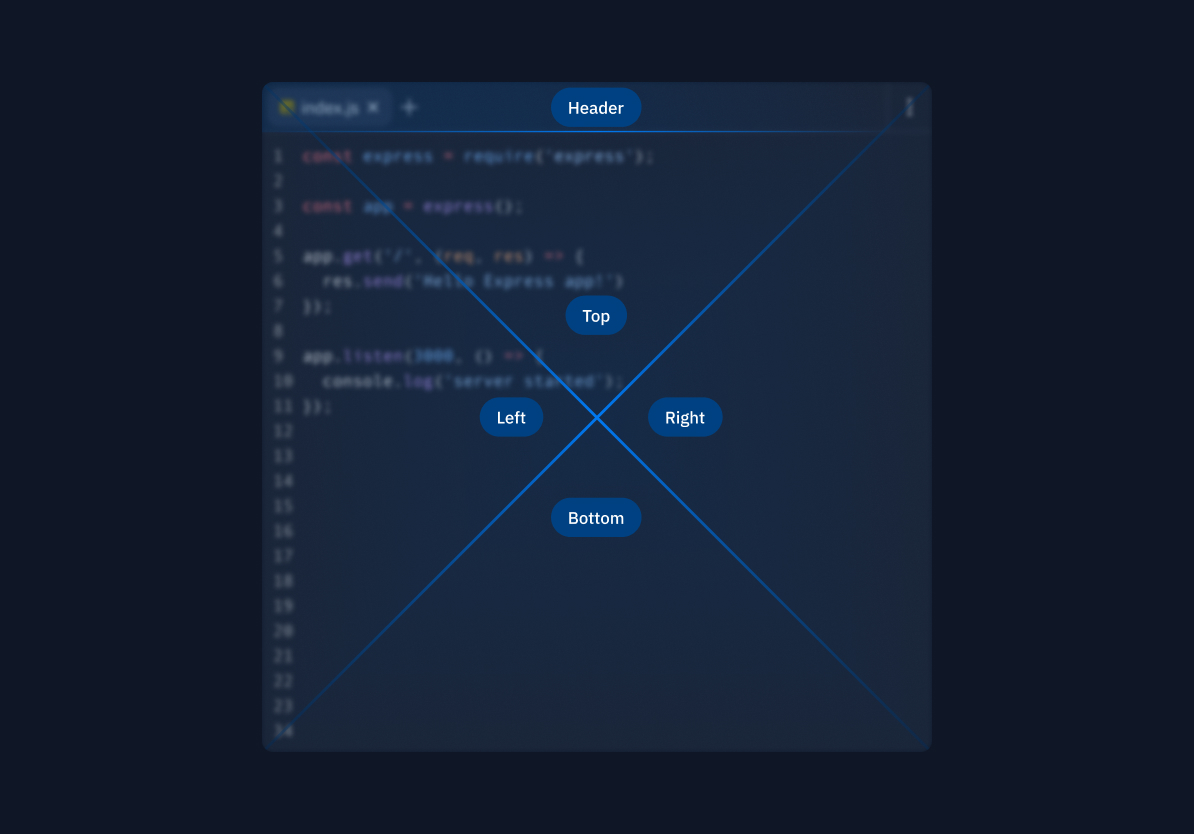 index.js × +
Header
1 const express = require('express');
2
3 const app = express();
4
5 app.get('/', (req, res) => {
6 res.send('Hello Express app!')
7 });
8
Top
9 app.listen(3000, () => {
10 console.log('server started');
11 });
Left
Right
12
13
14
15
Bottom
16
17
18
19
20
21
22
23
24